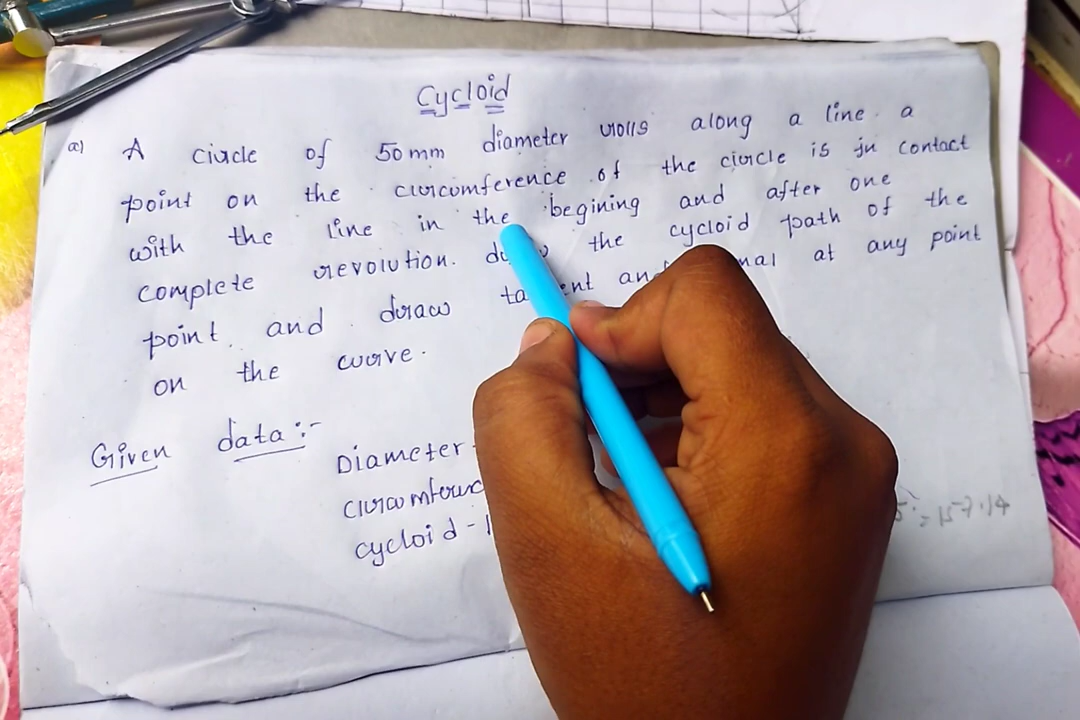 Cycloid
a) A circle of 50mm diameter rolls along a line. a
point on the circumference of the circle is in contact
with the line in the begining and after one
complete revolution. the cycloid path of the
point and draw and at any point
on the curve.
Given data :-
Diameter
cycloid -